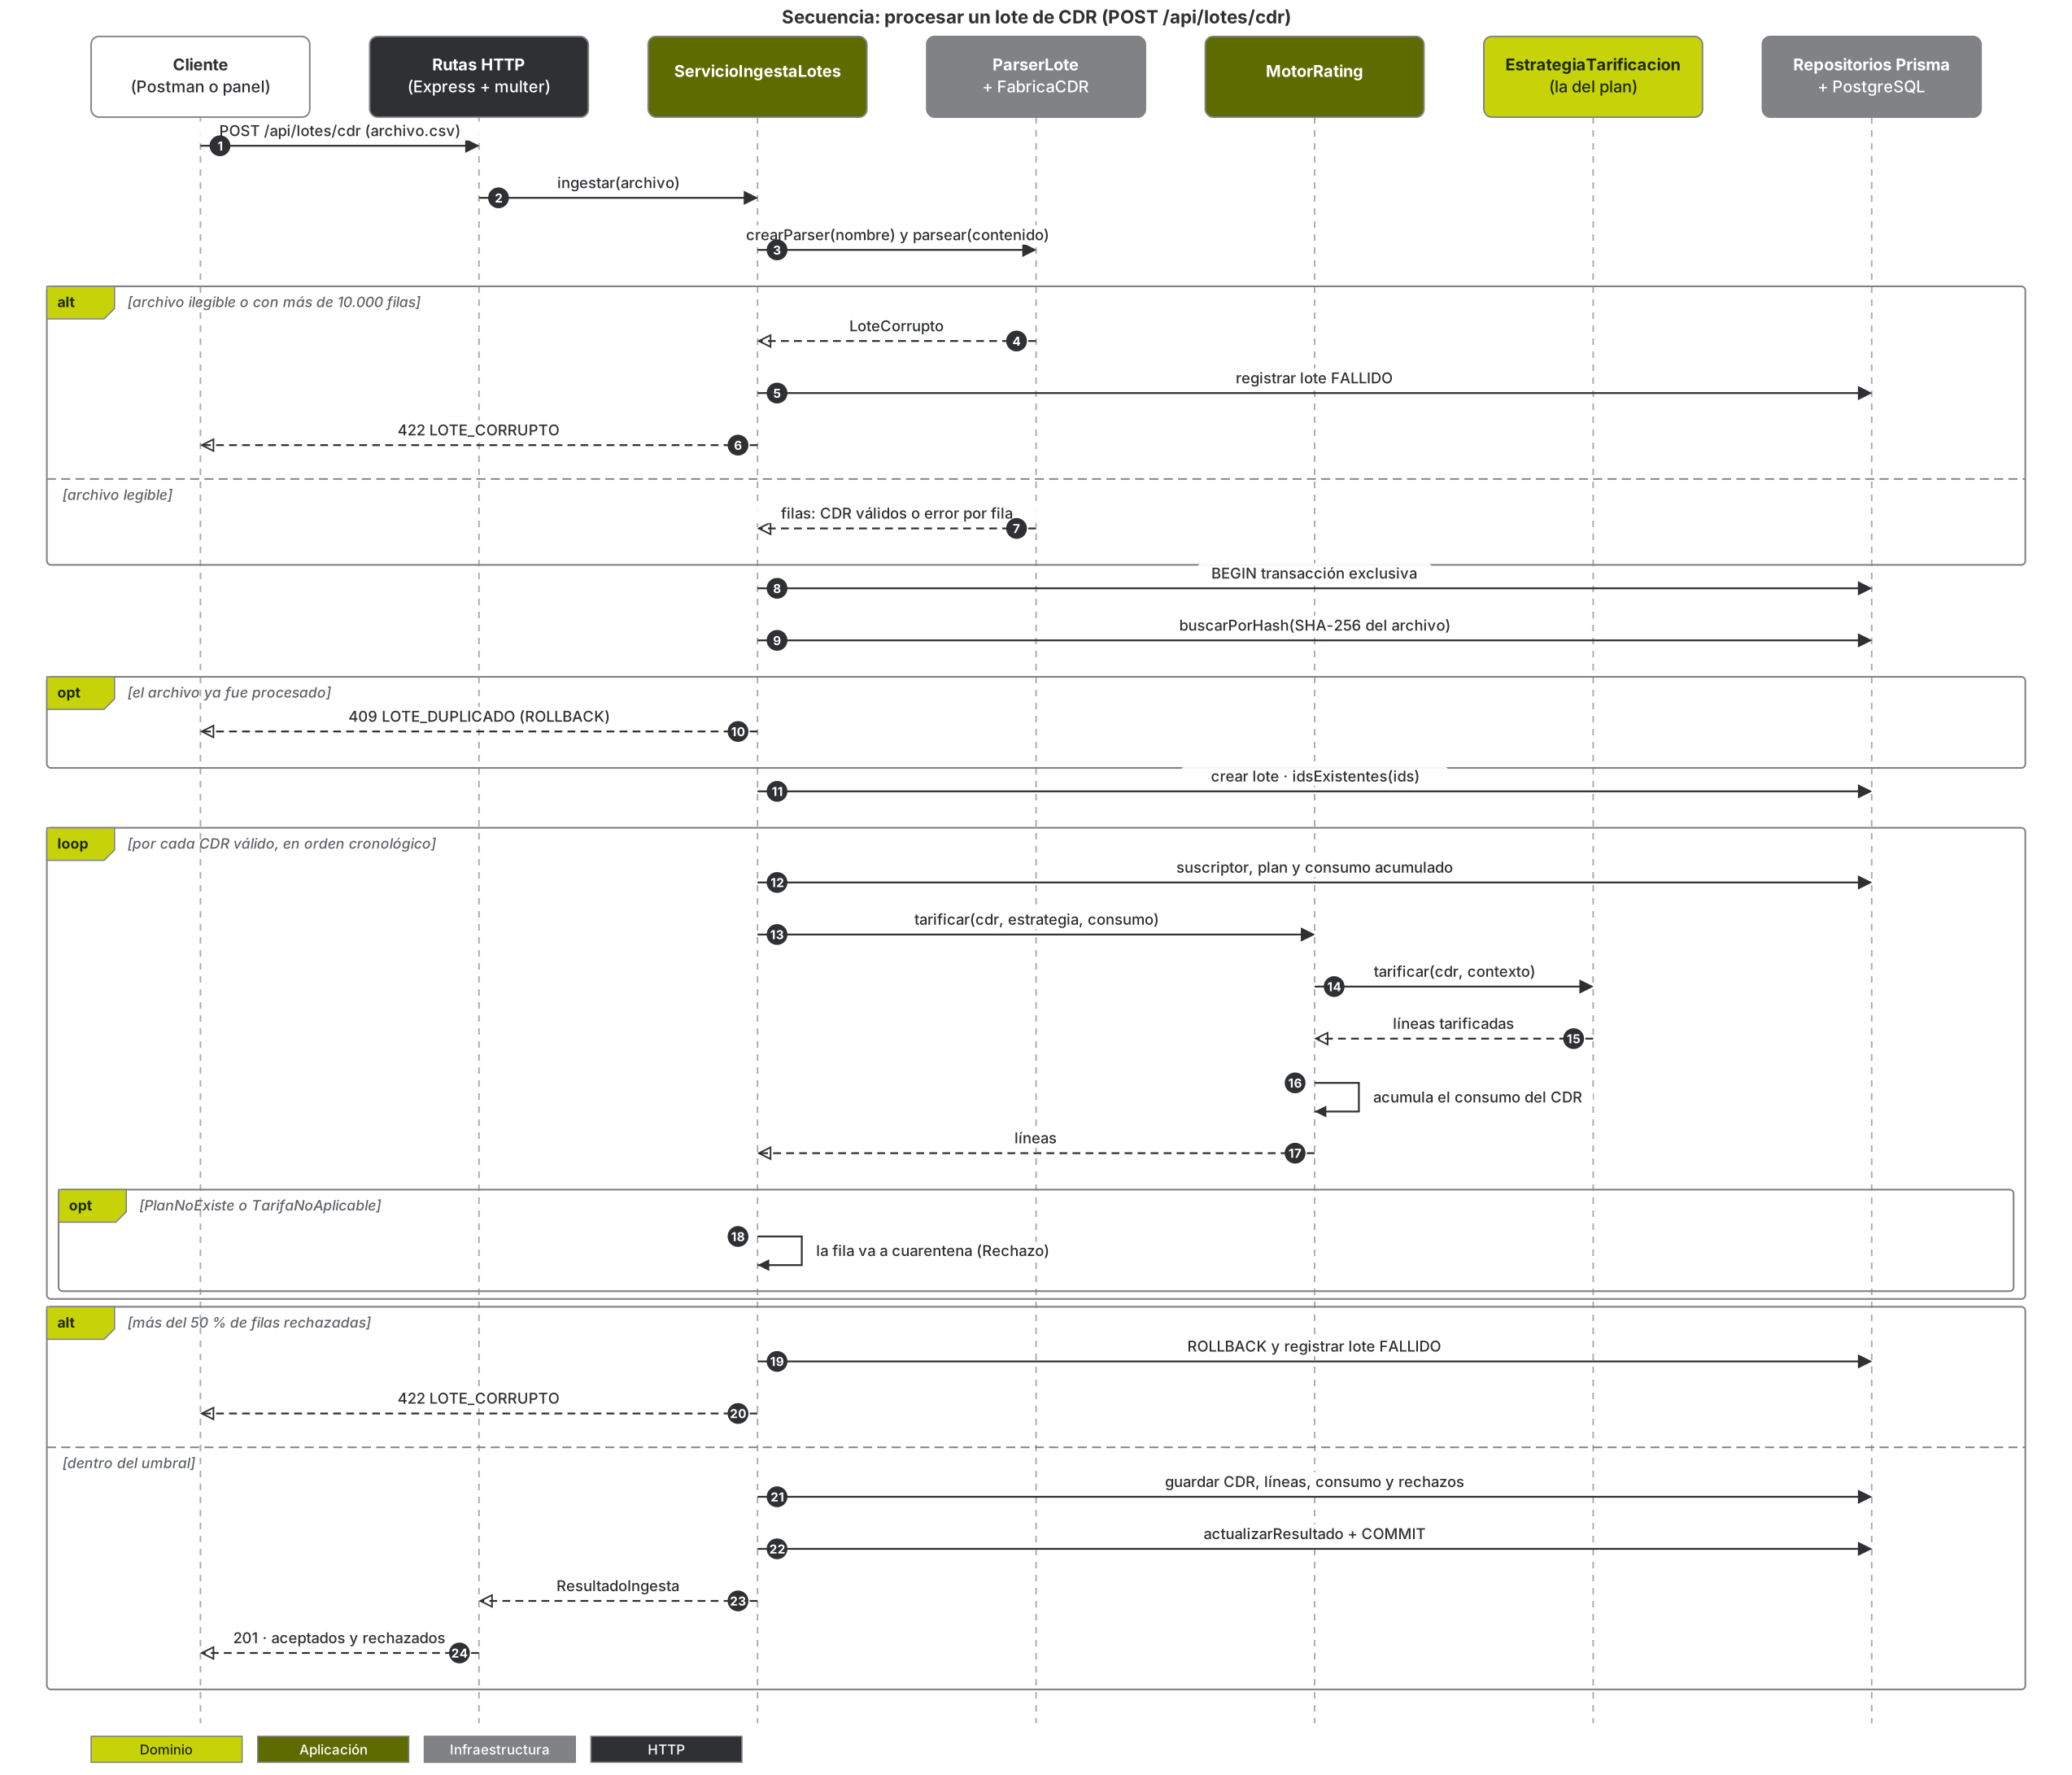 Secuencia: procesar un lote de CDR (POST /api/lotes/cdr)
Cliente
(Postman o panel)
Rutas HTTP
(Express + multer)
ServicioIngestaLotes
ParserLote
+ FabricaCDR
MotorRating
EstrategiaTarificacion
(la del plan)
Repositorios Prisma
+ PostgreSQL
POST /api/lotes/cdr (archivo.csv)
1
ingestar(archivo)
2
crearParser(nombre) y parsear(contenido)
3
alt
[archivo ilegible o con más de 10.000 filas]
LoteCorrupto
4
registrar lote FALLIDO
5
422 LOTE_CORRUPTO
6
[archivo legible]
filas: CDR válidos o error por fila
7
BEGIN transacción exclusiva
8
buscarPorHash(SHA-256 del archivo)
9
opt
[el archivo ya fue procesado]
409 LOTE_DUPLICADO (ROLLBACK)
10
crear lote · idsExistentes(ids)
11
loop
[por cada CDR válido, en orden cronológico]
suscriptor, plan y consumo acumulado
12
tarificar(cdr, estrategia, consumo)
13
tarificar(cdr, contexto)
14
líneas tarificadas
15
16
acumula el consumo del CDR
líneas
17
opt
[PlanNoExiste o TarifaNoAplicable]
18
la fila va a cuarentena (Rechazo)
alt
[más del 50 % de filas rechazadas]
ROLLBACK y registrar lote FALLIDO
19
422 LOTE_CORRUPTO
20
[dentro del umbral]
guardar CDR, líneas, consumo y rechazos
21
actualizarResultado + COMMIT
22
ResultadoIngesta
23
201 · aceptados y rechazados
24
Dominio
Aplicación
Infraestructura
HTTP